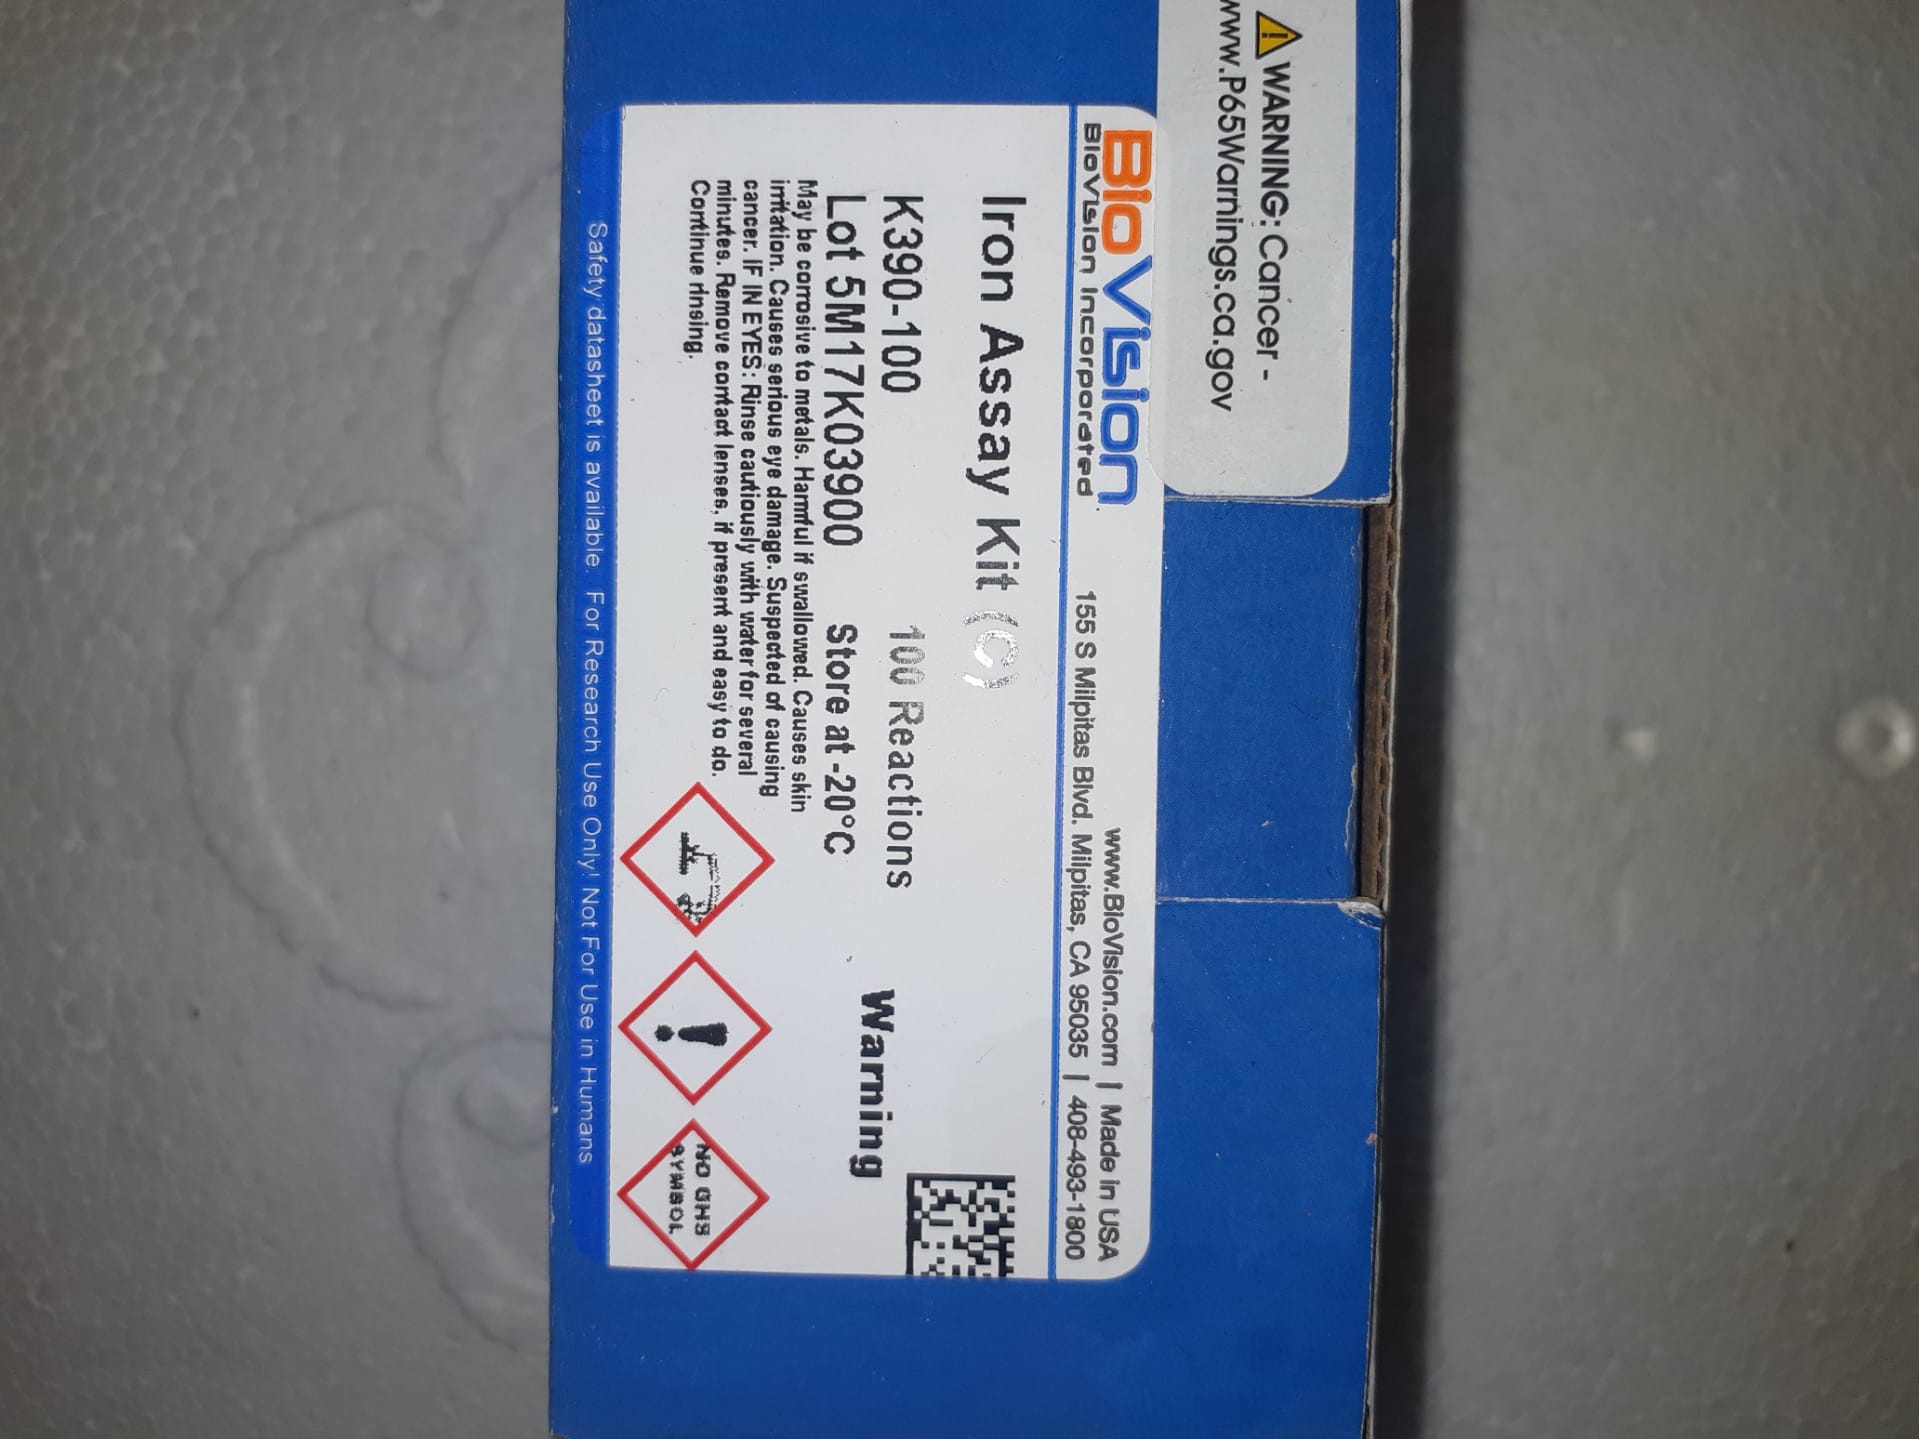 WARNING: Cancer -
www.P65Warnings.ca.gov
BioVision
BioVision Incorporated
www.BioVision.com | Made in USA
155 S Milpitas Blvd. Milpitas, CA 95035 | 408-493-1800
Iron Assay Kit (C)
K390-100 100 Reactions
Lot 5M17K03900 Store at -20°C
Warning
May be corrosive to metals. Harmful if swallowed. Causes skin
irritation. Causes serious eye damage. Suspected of causing
cancer. IF IN EYES: Rinse cautiously with water for several
minutes. Remove contact lenses, if present and easy to do.
Continue rinsing.
NO GHS
SYMBOL
Safety datasheet is available. For Research Use Only! Not For Use in Humans